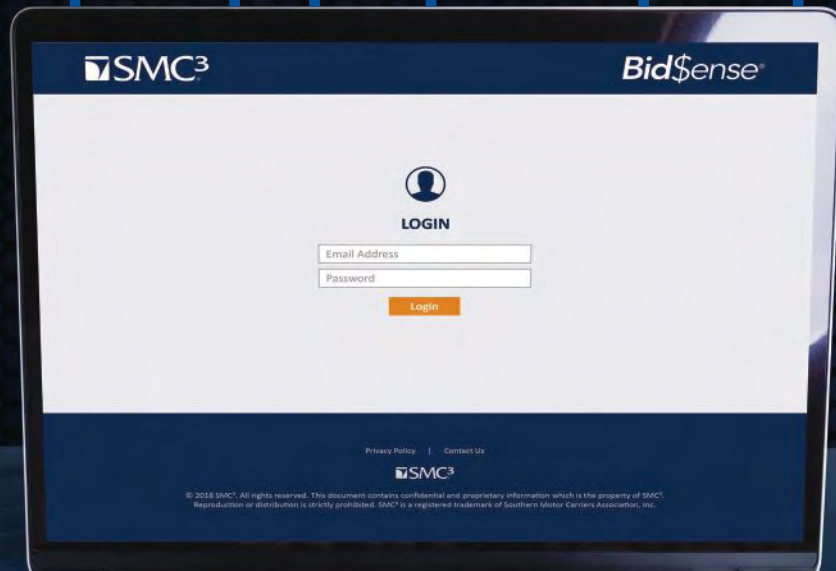 SMC³
Bid$ense®
LOGIN
Email Address
Password
Login
Privacy Policy | Contact Us
SMC³
© 2018 SMC³. All rights reserved. This document contains confidential and proprietary information which is the property of SMC³.
Reproduction or distribution is strictly prohibited. SMC³ is a registered trademark of Southern Motor Carriers Association, Inc.